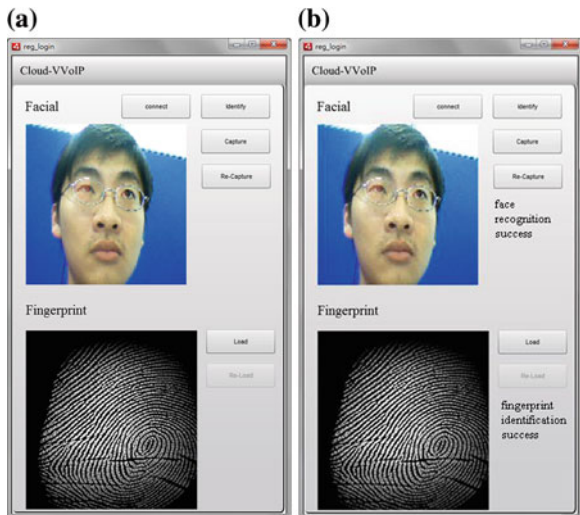 (a)
reg_login
Cloud-VVoIP
Facial
connect
Identify
Capture
Re-Capture
Fingerprint
Load
Re-Load
(b)
reg_login
Cloud-VVoIP
Facial
connect
Identify
Capture
Re-Capture
face
recognition
success
Fingerprint
Load
Re-Load
fingerprint
identification
success